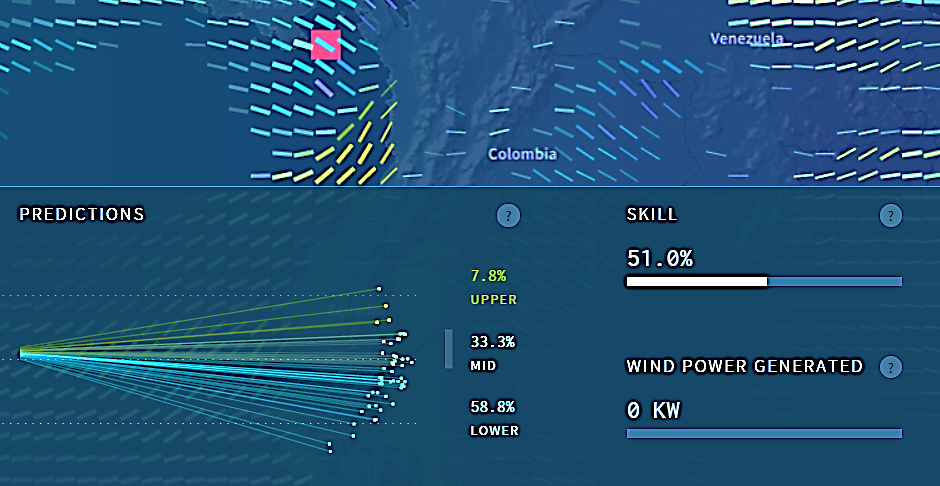 Venezuela
Colombia
PREDICTIONS
?
SKILL
?
51.0%
7.8%
UPPER
33.3%
MID
58.8%
LOWER
WIND POWER GENERATED
?
0 KW